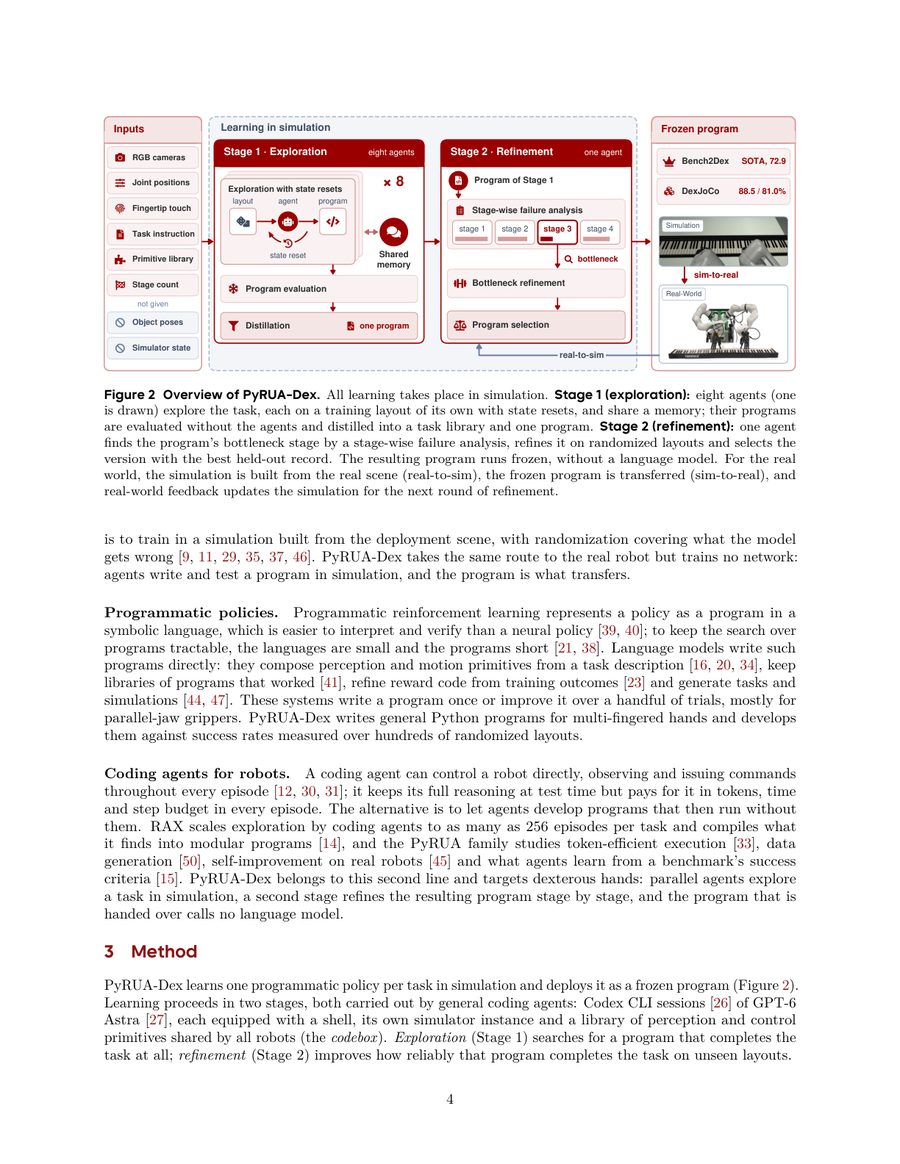 Inputs
RGB cameras
Joint positions
Fingertip touch
Task instruction
Primitive library
Stage count
not given
Object poses
Simulator state
Learning in simulation
Stage 1 · Exploration
eight agents
Exploration with state resets
layout agent program
state reset
× 8
Shared
memory
Program evaluation
Distillation
one program
Stage 2 · Refinement
one agent
Program of Stage 1
Stage-wise failure analysis
stage 1 stage 2 stage 3 stage 4
bottleneck
Bottleneck refinement
Program selection
real-to-sim
Frozen program
Bench2Dex SOTA, 72.9
DexJoCo 88.5 / 81.0%
Simulation
sim-to-real
Real-World
Figure 2 Overview of PyRUA-Dex. All learning takes place in simulation. Stage 1 (exploration): eight agents (one
is drawn) explore the task, each on a training layout of its own with state resets, and share a memory; their programs
are evaluated without the agents and distilled into a task library and one program. Stage 2 (refinement): one agent
finds the program's bottleneck stage by a stage-wise failure analysis, refines it on randomized layouts and selects the
version with the best held-out record. The resulting program runs frozen, without a language model. For the real
world, the simulation is built from the real scene (real-to-sim), the frozen program is transferred (sim-to-real), and
real-world feedback updates the simulation for the next round of refinement.
is to train in a simulation built from the deployment scene, with randomization covering what the model
gets wrong [9, 11, 29, 35, 37, 46]. PyRUA-Dex takes the same route to the real robot but trains no network:
agents write and test a program in simulation, and the program is what transfers.
Programmatic policies. Programmatic reinforcement learning represents a policy as a program in a
symbolic language, which is easier to interpret and verify than a neural policy [39, 40]; to keep the search over
programs tractable, the languages are small and the programs short [21, 38]. Language models write such
programs directly: they compose perception and motion primitives from a task description [16, 20, 34], keep
libraries of programs that worked [41], refine reward code from training outcomes [23] and generate tasks and
simulations [44, 47]. These systems write a program once or improve it over a handful of trials, mostly for
parallel-jaw grippers. PyRUA-Dex writes general Python programs for multi-fingered hands and develops
them against success rates measured over hundreds of randomized layouts.
Coding agents for robots. A coding agent can control a robot directly, observing and issuing commands
throughout every episode [12, 30, 31]; it keeps its full reasoning at test time but pays for it in tokens, time
and step budget in every episode. The alternative is to let agents develop programs that then run without
them. RAX scales exploration by coding agents to as many as 256 episodes per task and compiles what
it finds into modular programs [14], and the PyRUA family studies token-efficient execution [33], data
generation [50], self-improvement on real robots [45] and what agents learn from a benchmark's success
criteria [15]. PyRUA-Dex belongs to this second line and targets dexterous hands: parallel agents explore
a task in simulation, a second stage refines the resulting program stage by stage, and the program that is
handed over calls no language model.
3 Method
PyRUA-Dex learns one programmatic policy per task in simulation and deploys it as a frozen program (Figure 2).
Learning proceeds in two stages, both carried out by general coding agents: Codex CLI sessions [26] of GPT-6
Astra [27], each equipped with a shell, its own simulator instance and a library of perception and control
primitives shared by all robots (the codebox). Exploration (Stage 1) searches for a program that completes the
task at all; refinement (Stage 2) improves how reliably that program completes the task on unseen layouts.
4